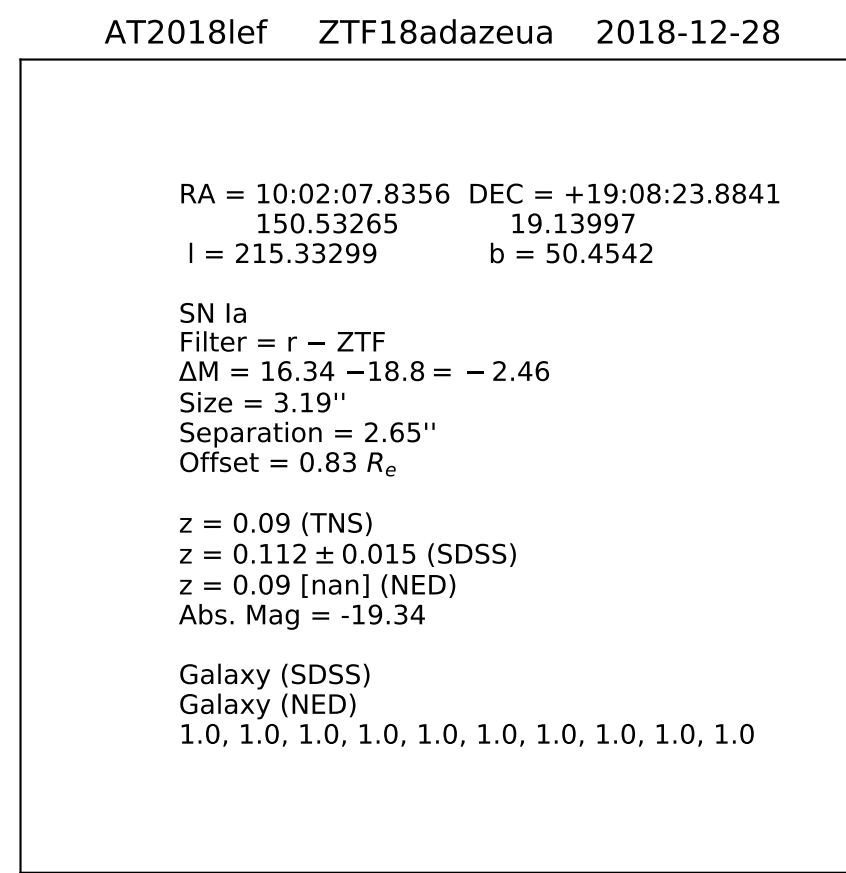 AT2018lef ZTF18adazeua 2018-12-28
RA = 10:02:07.8356 DEC = +19:08:23.8841
150.53265 19.13997
l = 215.33299 b = 50.4542
SN Ia
Filter = r − ZTF
ΔM = 16.34 −18.8 = − 2.46
Size = 3.19''
Separation = 2.65''
Offset = 0.83 Re
z = 0.09 (TNS)
z = 0.112 ± 0.015 (SDSS)
z = 0.09 [nan] (NED)
Abs. Mag = -19.34
Galaxy (SDSS)
Galaxy (NED)
1.0, 1.0, 1.0, 1.0, 1.0, 1.0, 1.0, 1.0, 1.0, 1.0